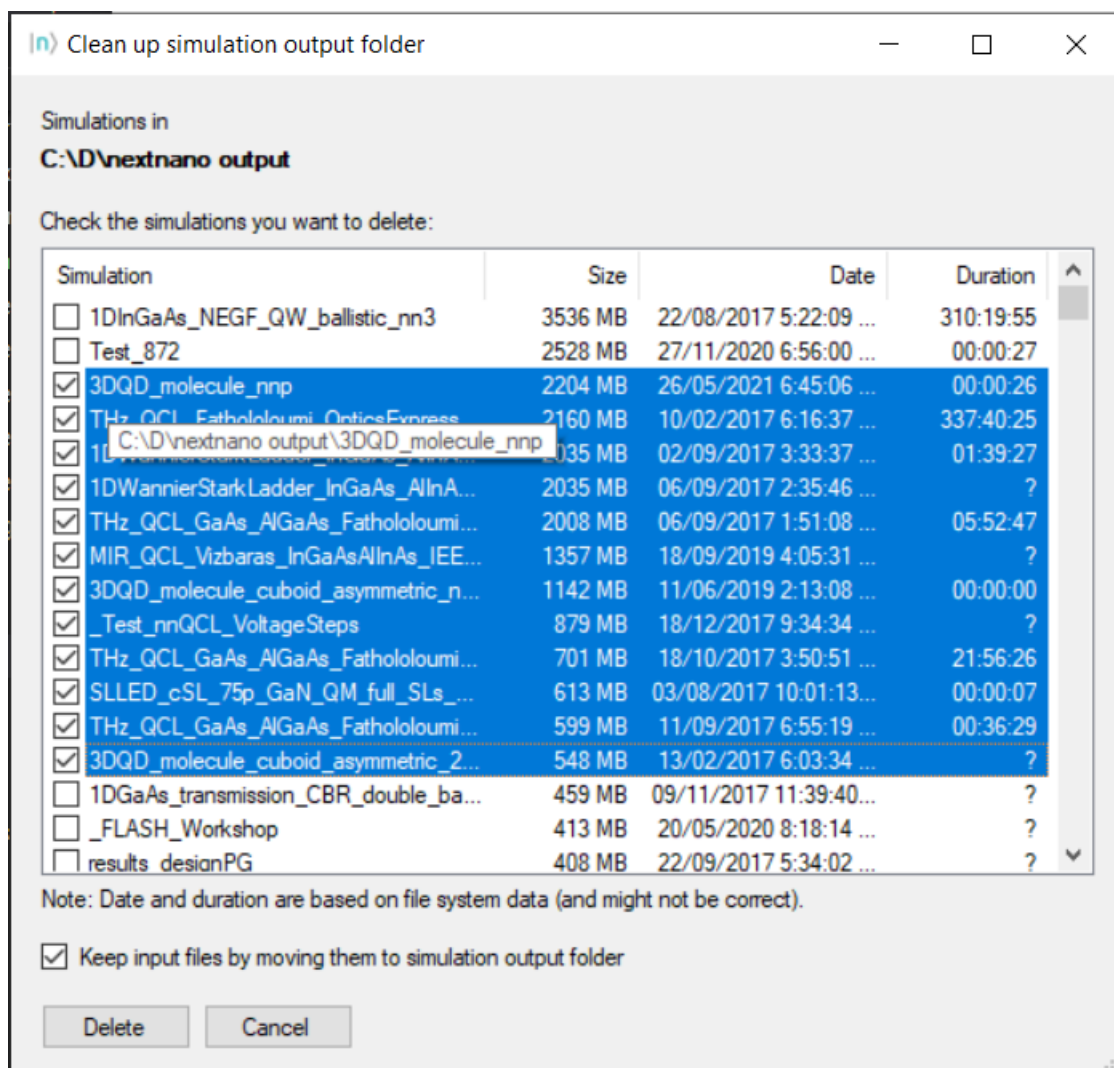 |n⟩ Clean up simulation output folder
Simulations in
C:\D\nextnano output
Check the simulations you want to delete:
Simulation Size Date Duration
1DInGaAs_NEGF_QW_ballistic_nn3 3536 MB 22/08/2017 5:22:09 ... 310:19:55
Test_872 2528 MB 27/11/2020 6:56:00 ... 00:00:27
3DQD_molecule_nnp 2204 MB 26/05/2021 6:45:06 ... 00:00:26
THz_QCL_Fathololoumi_OpticsExpress 2160 MB 10/02/2017 6:16:37 ... 337:40:25
C:\D\nextnano output\3DQD_molecule_nnp
2035 MB 02/09/2017 3:33:37 ... 01:39:27
1DWannierStarkLadder_InGaAs_AlInA... 2035 MB 06/09/2017 2:35:46 ... ?
THz_QCL_GaAs_AlGaAs_Fathololoumi... 2008 MB 06/09/2017 1:51:08 ... 05:52:47
MIR_QCL_Vizbaras_InGaAsAlInAs_IEE... 1357 MB 18/09/2019 4:05:31 ... ?
3DQD_molecule_cuboid_asymmetric_n... 1142 MB 11/06/2019 2:13:08 ... 00:00:00
_Test_nnQCL_VoltageSteps 879 MB 18/12/2017 9:34:34 ... ?
THz_QCL_GaAs_AlGaAs_Fathololoumi... 701 MB 18/10/2017 3:50:51 ... 21:56:26
SLLED_cSL_75p_GaN_QM_full_SLs_... 613 MB 03/08/2017 10:01:13... 00:00:07
THz_QCL_GaAs_AlGaAs_Fathololoumi... 599 MB 11/09/2017 6:55:19 ... 00:36:29
3DQD_molecule_cuboid_asymmetric_2... 548 MB 13/02/2017 6:03:34 ... ?
1DGaAs_transmission_CBR_double_ba... 459 MB 09/11/2017 11:39:40... ?
_FLASH_Workshop 413 MB 20/05/2020 8:18:14 ... ?
results_designPG 408 MB 22/09/2017 5:34:02 ... ?
Note: Date and duration are based on file system data (and might not be correct).
Keep input files by moving them to simulation output folder
Delete Cancel